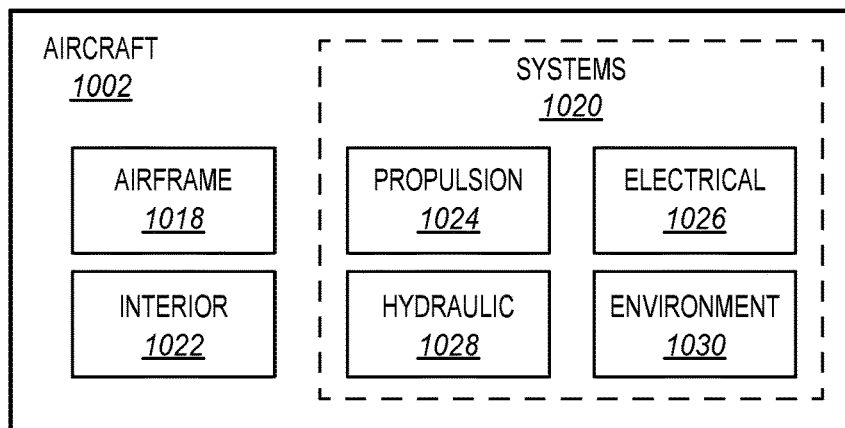 AIRCRAFT
1002
SYSTEMS
1020
AIRFRAME
1018
PROPULSION
1024
ELECTRICAL
1026
INTERIOR
1022
HYDRAULIC
1028
ENVIRONMENT
1030